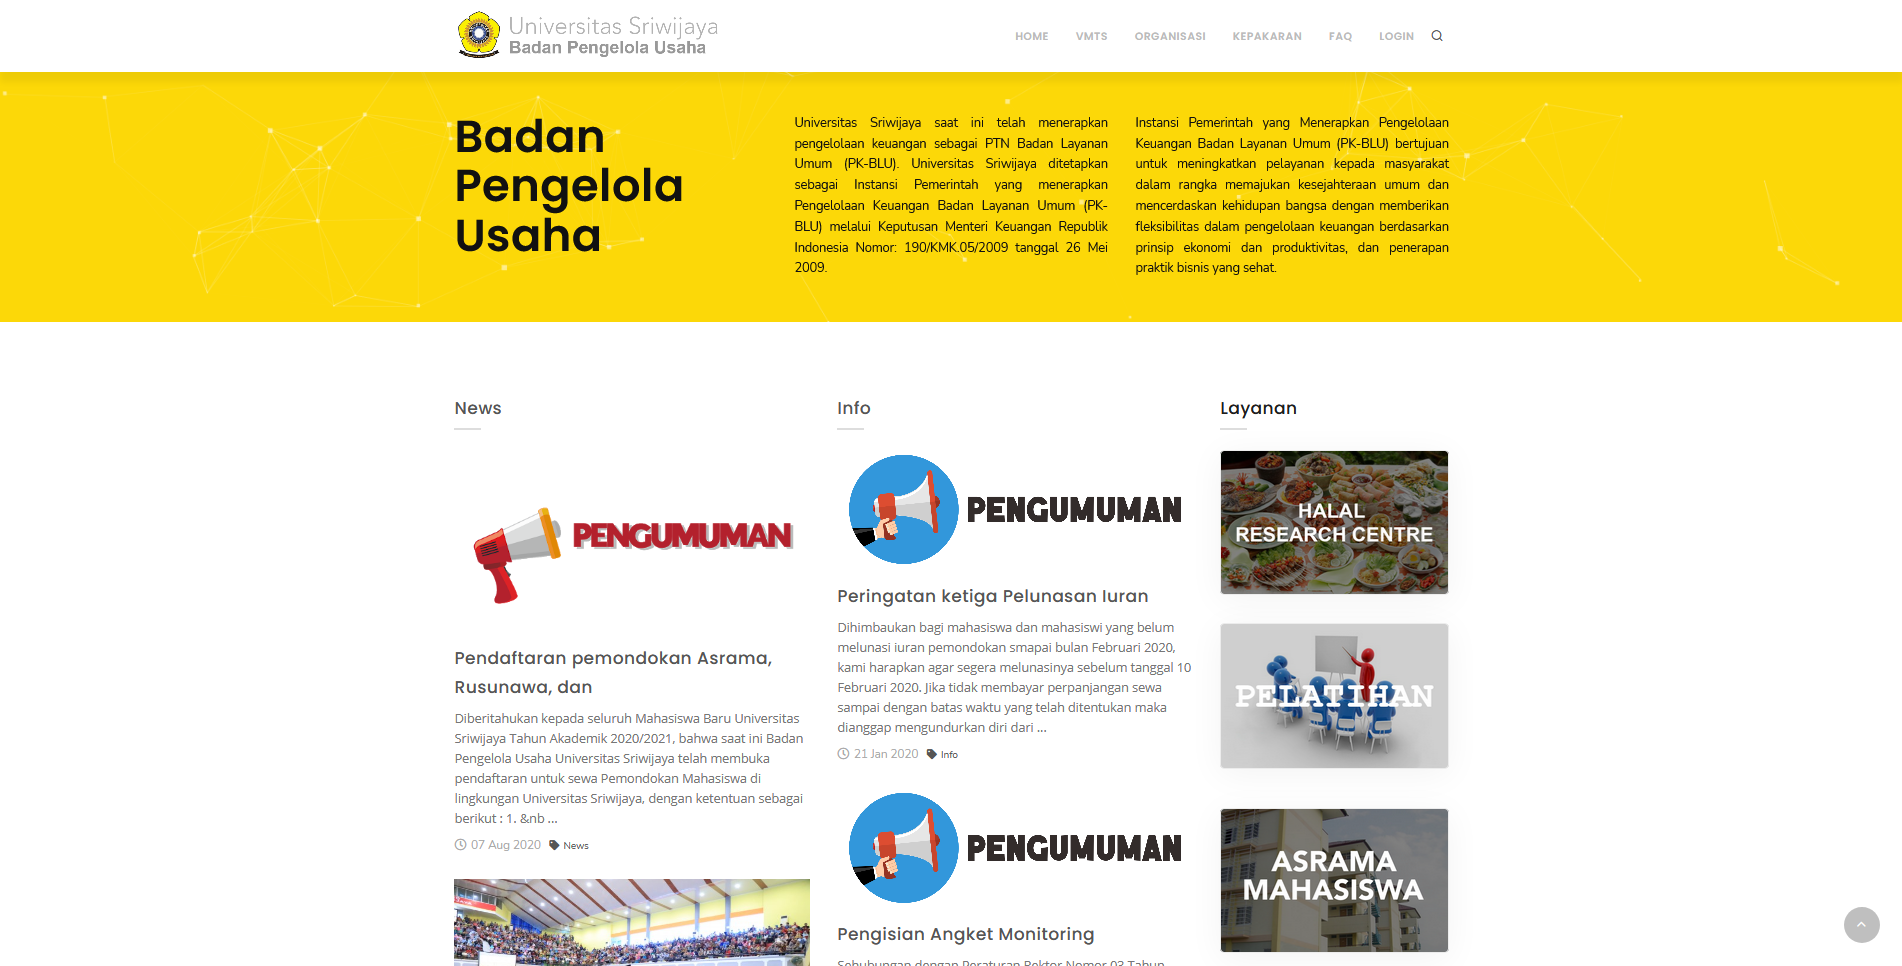 Universitas Sriwijaya
Badan Pengelola Usaha
HOME VMTS ORGANISASI KEPAKARAN FAQ LOGIN
Badan
Pengelola
Usaha
Universitas Sriwijaya saat ini telah menerapkan
pengelolaan keuangan sebagai PTN Badan Layanan
Umum (PK-BLU). Universitas Sriwijaya ditetapkan
sebagai Instansi Pemerintah yang menerapkan
Pengelolaan Keuangan Badan Layanan Umum (PK-
BLU) melalui Keputusan Menteri Keuangan Republik
Indonesia Nomor: 190/KMK.05/2009 tanggal 26 Mei
2009.
Instansi Pemerintah yang Menerapkan Pengelolaan
Keuangan Badan Layanan Umum (PK-BLU) bertujuan
untuk meningkatkan pelayanan kepada masyarakat
dalam rangka memajukan kesejahteraan umum dan
mencerdaskan kehidupan bangsa dengan memberikan
fleksibilitas dalam pengelolaan keuangan berdasarkan
prinsip ekonomi dan produktivitas, dan penerapan
praktik bisnis yang sehat.
News
PENGUMUMAN
Pendaftaran pemondokan Asrama,
Rusunawa, dan
Diberitahukan kepada seluruh Mahasiswa Baru Universitas
Sriwijaya Tahun Akademik 2020/2021, bahwa saat ini Badan
Pengelola Usaha Universitas Sriwijaya telah membuka
pendaftaran untuk sewa Pemondokan Mahasiswa di
lingkungan Universitas Sriwijaya, dengan ketentuan sebagai
berikut : 1. &nb ...
07 Aug 2020 News
Info
PENGUMUMAN
Peringatan ketiga Pelunasan Iuran
Dihimbaukan bagi mahasiswa dan mahasiswi yang belum
melunasi iuran pemondokan smapai bulan Februari 2020,
kami harapkan agar segera melunasinya sebelum tanggal 10
Februari 2020. Jika tidak membayar perpanjangan sewa
sampai dengan batas waktu yang telah ditentukan maka
dianggap mengundurkan diri dari ...
21 Jan 2020 Info
PENGUMUMAN
Pengisian Angket Monitoring
Sehubungan dengan Peraturan Rektor Nomor 03 Tahun
Layanan
HALAL
RESEARCH CENTRE
PELATIHAN
ASRAMA
MAHASISWA